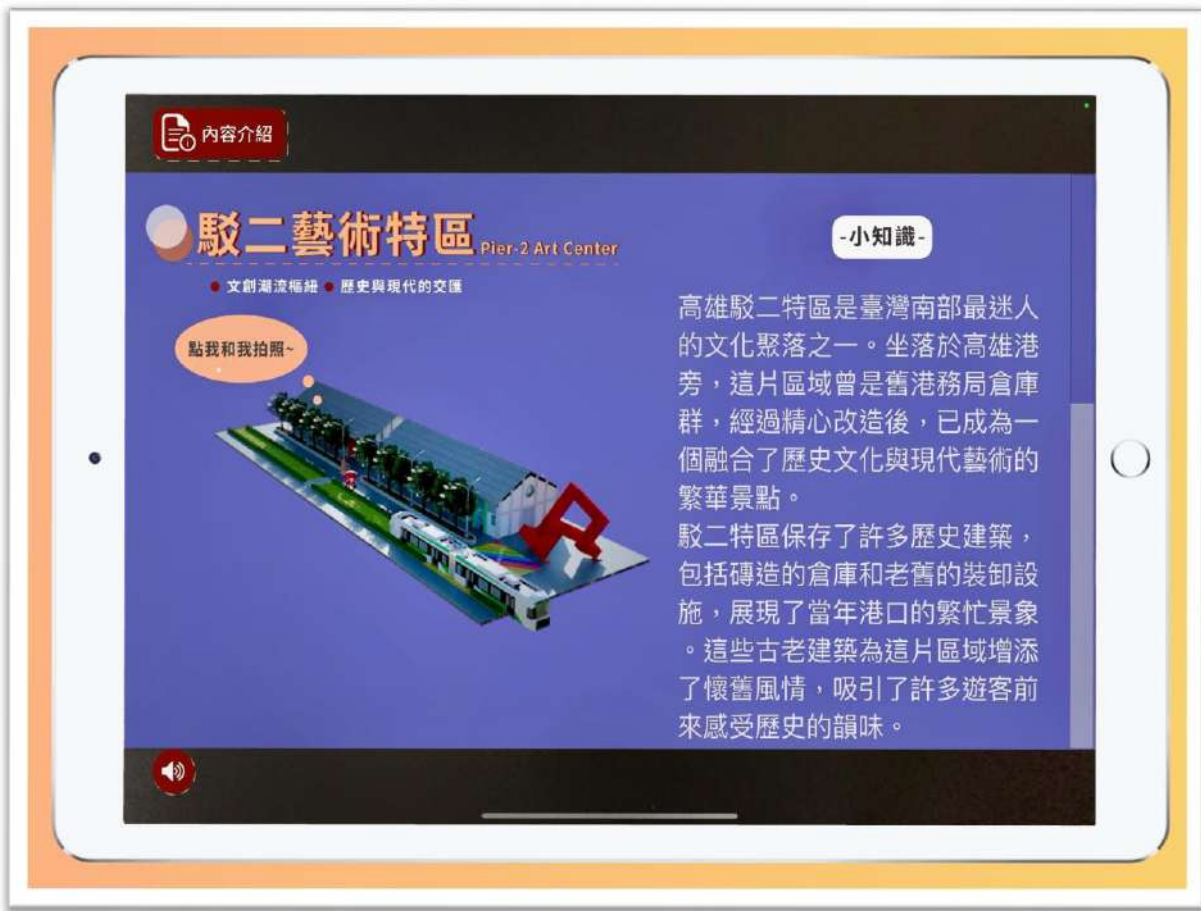 內容介紹
駁二藝術特區 Pier-2 Art Center
● 文創潮流樞紐 ● 歷史與現代的交匯
點我和我拍照~
-小知識-
高雄駁二特區是臺灣南部最迷人
的文化聚落之一。坐落於高雄港
旁，這片區域曾是舊港務局倉庫
群，經過精心改造後，已成為一
個融合了歷史文化與現代藝術的
繁華景點。
駁二特區保存了許多歷史建築，
包括磚造的倉庫和老舊的裝卸設
施，展現了當年港口的繁忙景象
。這些古老建築為這片區域增添
了懷舊風情，吸引了許多遊客前
來感受歷史的韻味。